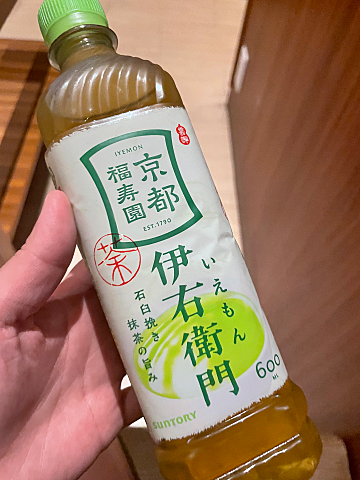 IYEMON
京都
福寿園
EST.1790
茶
伊右衛門
いえもん
石臼挽き
抹茶の旨み
600
ML
SUNTORY